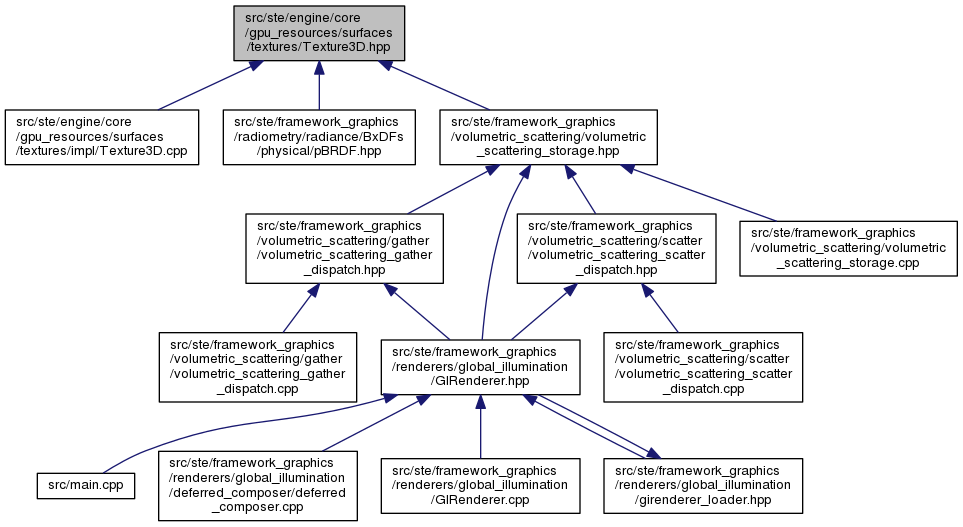 src/ste/engine/core
/gpu_resources/surfaces
/textures/Texture3D.hpp
src/ste/engine/core
/gpu_resources/surfaces
/textures/impl/Texture3D.cpp
src/ste/framework_graphics
/radiometry/radiance/BxDFs
/physical/pBRDF.hpp
src/ste/framework_graphics
/volumetric_scattering/volumetric
_scattering_storage.hpp
src/ste/framework_graphics
/volumetric_scattering/gather
/volumetric_scattering_gather
_dispatch.hpp
src/ste/framework_graphics
/volumetric_scattering/scatter
/volumetric_scattering_scatter
_dispatch.hpp
src/ste/framework_graphics
/volumetric_scattering/volumetric
_scattering_storage.cpp
src/ste/framework_graphics
/volumetric_scattering/gather
/volumetric_scattering_gather
_dispatch.cpp
src/ste/framework_graphics
/renderers/global_illumination
/GIRenderer.hpp
src/ste/framework_graphics
/volumetric_scattering/scatter
/volumetric_scattering_scatter
_dispatch.cpp
src/main.cpp
src/ste/framework_graphics
/renderers/global_illumination
/deferred_composer/deferred
_composer.cpp
src/ste/framework_graphics
/renderers/global_illumination
/GIRenderer.cpp
src/ste/framework_graphics
/renderers/global_illumination
/girenderer_loader.hpp